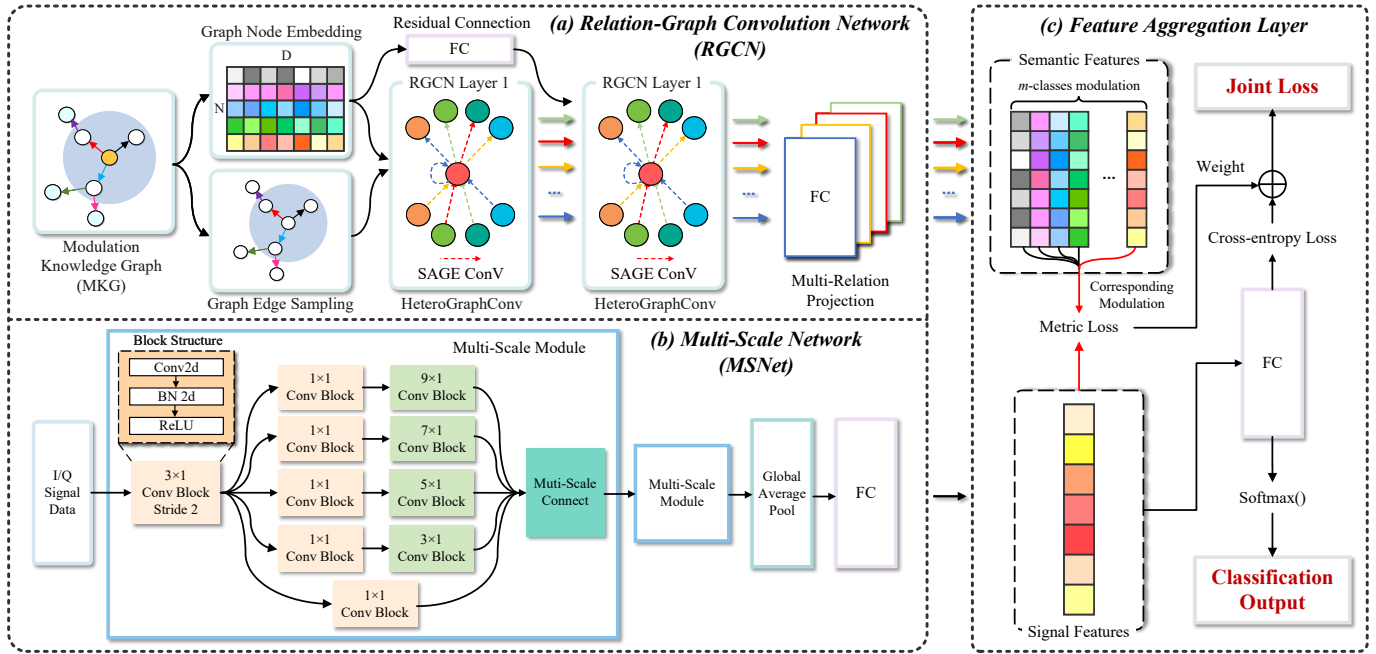 (a) Relation-Graph Convolution Network
(RGCN)
Residual Connection
FC
Graph Node Embedding
D
N
Modulation
Knowledge Graph
(MKG)
Graph Edge Sampling
RGCN Layer 1
SAGE ConV
HeteroGraphConv
RGCN Layer 1
SAGE ConV
HeteroGraphConv
...
...
FC
Multi-Relation
Projection
(b) Multi-Scale Network
(MSNet)
Block Structure
Conv2d
BN 2d
ReLU
Multi-Scale Module
I/Q
Signal
Data
3×1
Conv Block
Stride 2
1×1
Conv Block
9×1
Conv Block
1×1
Conv Block
7×1
Conv Block
1×1
Conv Block
5×1
Conv Block
1×1
Conv Block
3×1
Conv Block
1×1
Conv Block
Muti-Scale
Connect
Multi-Scale
Module
Global
Average
Pool
FC
(c) Feature Aggregation Layer
Semantic Features
m-classes modulation
...
...
Corresponding
Modulation
Metric Loss
Joint Loss
Weight
Cross-entropy Loss
FC
Softmax()
Classification
Output
Signal Features